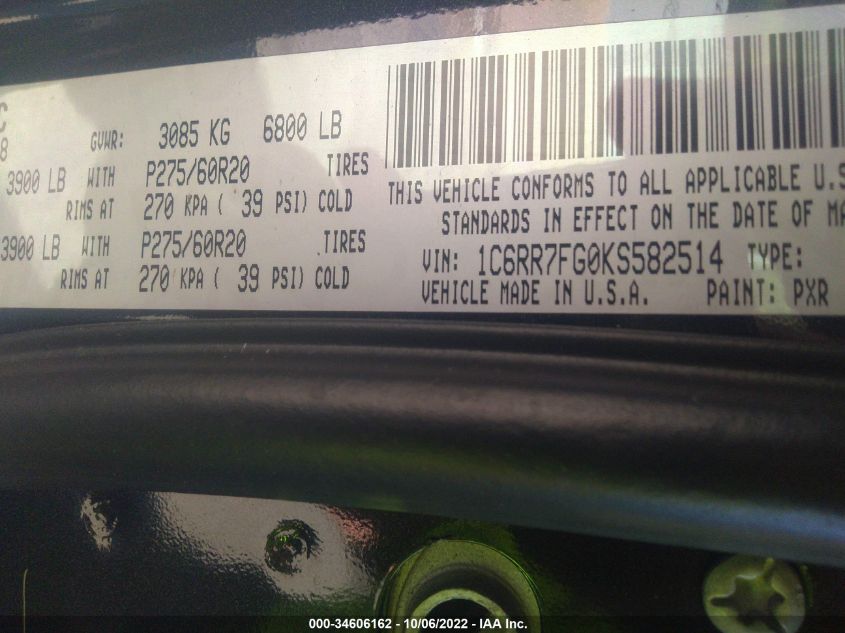 C
GVWR: 3085 KG 6800 LB
8
3900 LB WITH P275/60R20 TIRES
RIMS AT 270 KPA ( 39 PSI) COLD
3900 LB WITH P275/60R20 TIRES
RIMS AT 270 KPA ( 39 PSI) COLD
THIS VEHICLE CONFORMS TO ALL APPLICABLE U.S
STANDARDS IN EFFECT ON THE DATE OF MA
VIN: 1C6RR7FG0KS582514 TYPE:
VEHICLE MADE IN U.S.A. PAINT: PXR
000-34606162 - 10/06/2022 - IAA Inc.